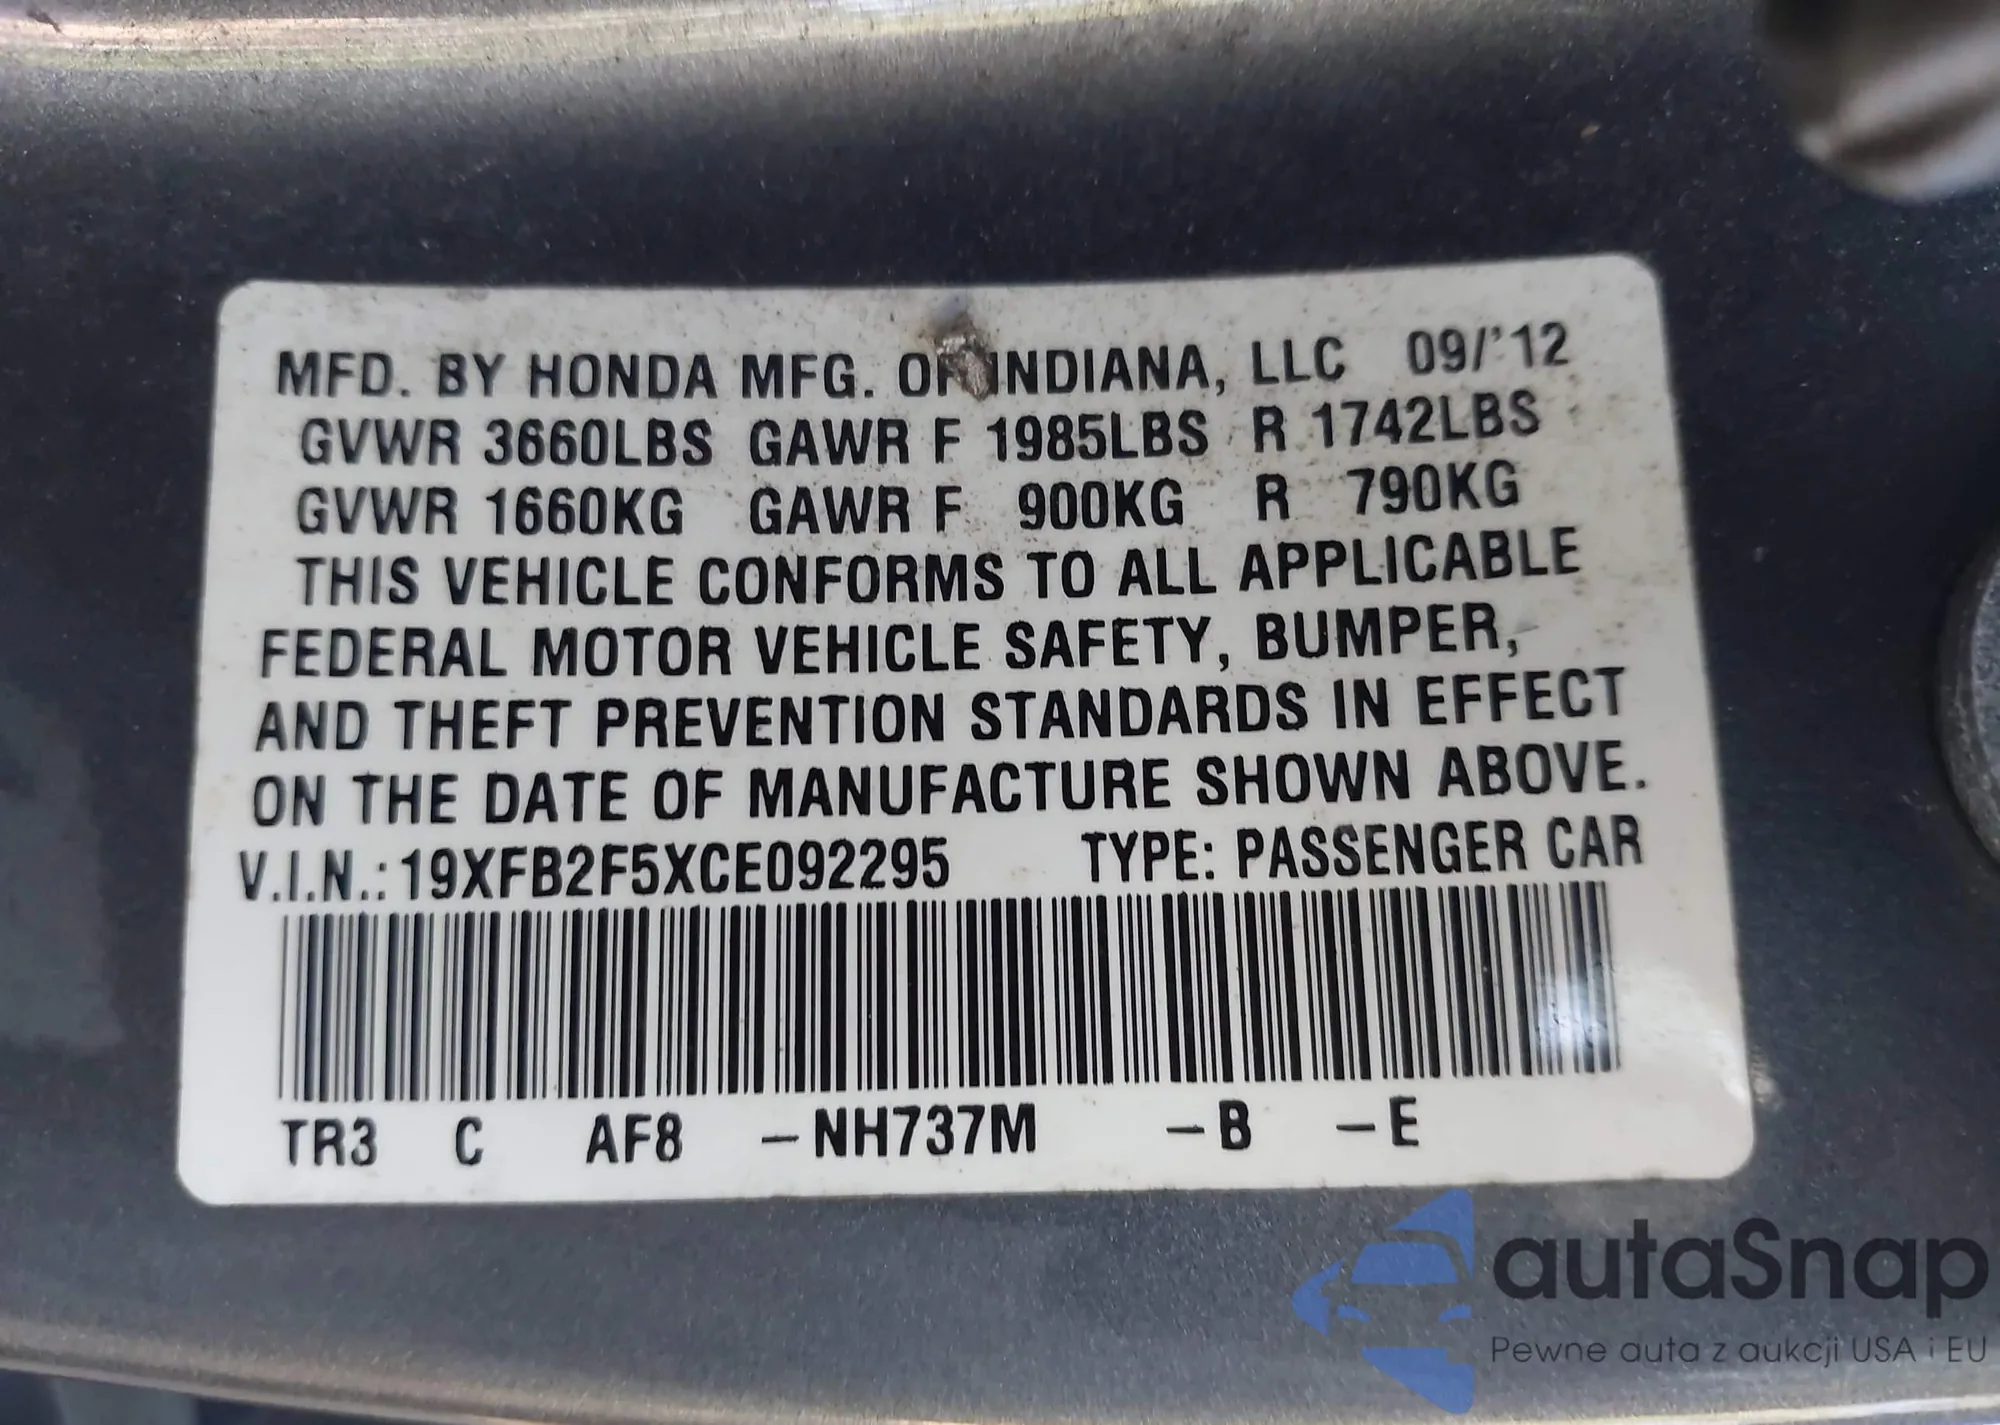 MFD. BY HONDA MFG. OF INDIANA, LLC 09/'12
GVWR 3660LBS GAWR F 1985LBS R 1742LBS
GVWR 1660KG GAWR F 900KG R 790KG
THIS VEHICLE CONFORMS TO ALL APPLICABLE
FEDERAL MOTOR VEHICLE SAFETY, BUMPER,
AND THEFT PREVENTION STANDARDS IN EFFECT
ON THE DATE OF MANUFACTURE SHOWN ABOVE.
V.I.N.: 19XFB2F5XCE092295 TYPE: PASSENGER CAR
TR3 C AF8 -NH737M -B -E
autaSnap
Pewne auta z aukcji USA i EU